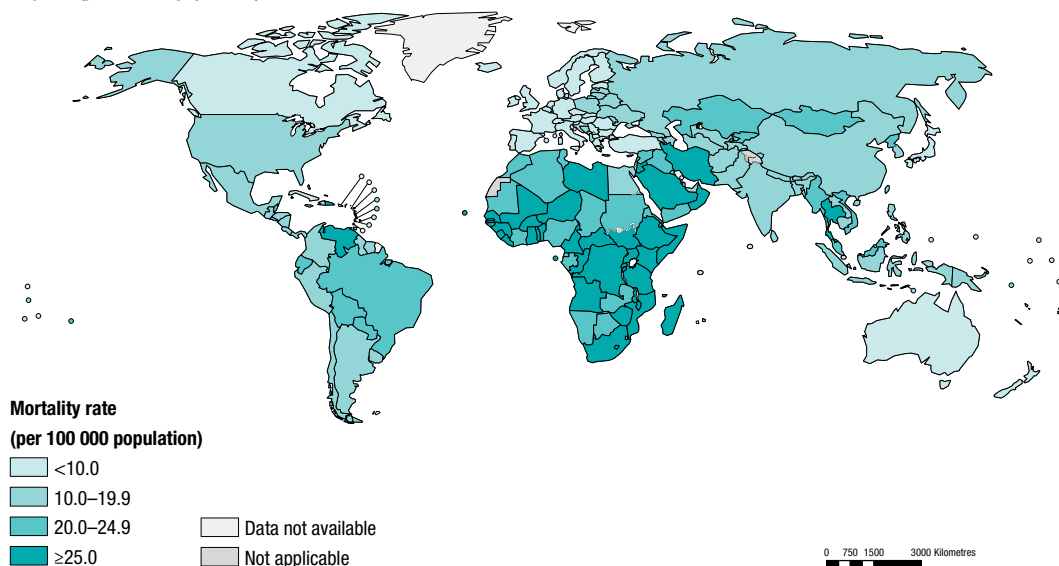 Mortality rate
(per 100 000 population)
<10.0
10.0–19.9
20.0–24.9
≥25.0
Data not available
Not applicable
0 750 1500 3000 Kilometres